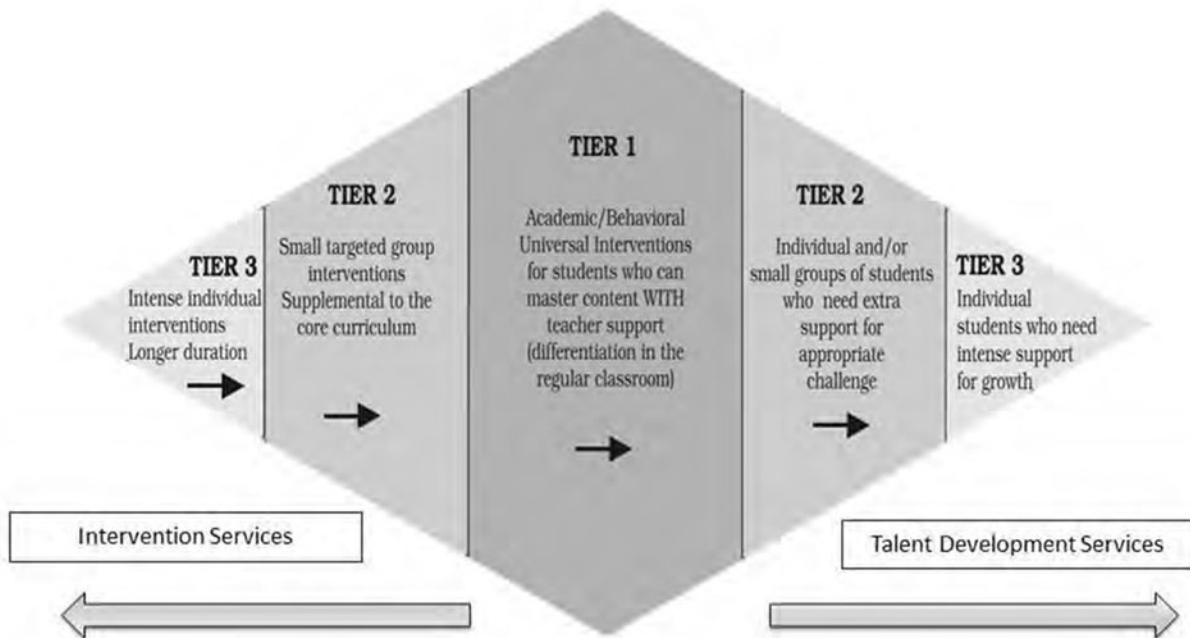 TIER 3
Intense individual
interventions
Longer duration
TIER 2
Small targeted group
interventions
Supplemental to the
core curriculum
TIER 1
Academic/Behavioral
Universal Interventions
for students who can
master content WITH
teacher support
(differentiation in the
regular classroom)
TIER 2
Individual and/or
small groups of students
who need extra
support for
appropriate
challenge
TIER 3
Individual
students who need
intense support
for growth
Intervention Services
Talent Development Services